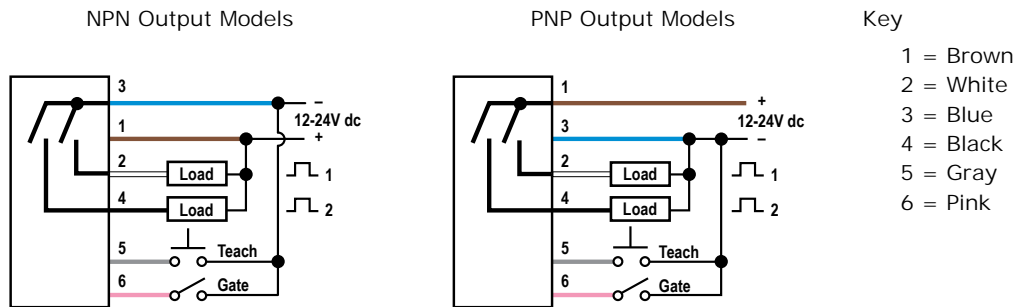 NPN Output Models
3
–
12-24V dc
1
+
2
Load
1
4
Load
2
5
Teach
6
Gate
PNP Output Models
1
+
12-24V dc
3
–
2
Load
1
4
Load
2
5
Teach
6
Gate
Key
1 = Brown
2 = White
3 = Blue
4 = Black
5 = Gray
6 = Pink